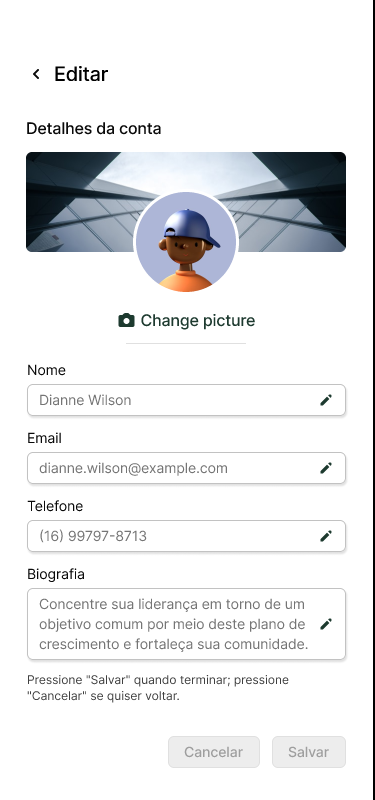 Editar
Detalhes da conta
Change picture
Nome
Dianne Wilson
Email
dianne.wilson@example.com
Telefone
(16) 99797-8713
Biografia
Concentre sua liderança em torno de um
objetivo comum por meio deste plano de
crescimento e fortaleça sua comunidade.
Pressione "Salvar" quando terminar; pressione
"Cancelar" se quiser voltar.
Cancelar
Salvar